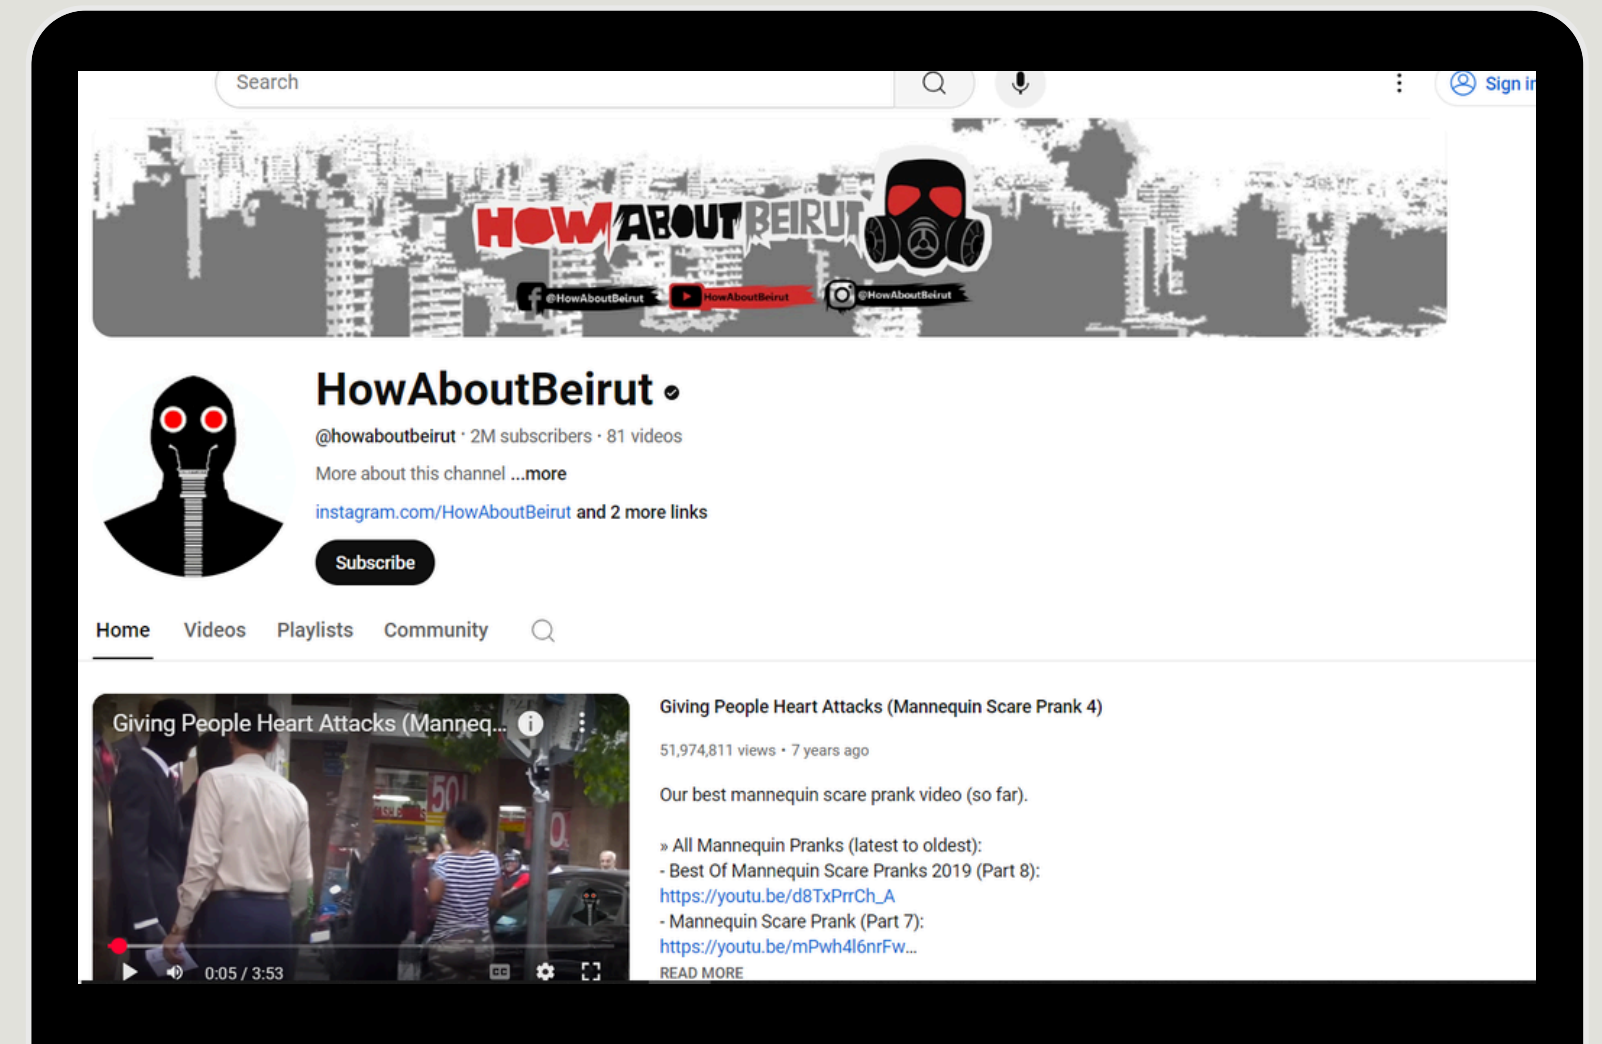 Search
Sign in
HOW ABOUT BEIRUT
@HowAboutBeirut
HowAboutBeirut
@HowAboutBeirut
HowAboutBeirut
@howaboutbeirut · 2M subscribers · 81 videos
More about this channel ...more
instagram.com/HowAboutBeirut and 2 more links
Subscribe
Home Videos Playlists Community
Giving People Heart Attacks (Manneq...
50
0:05 / 3:53
CC
Giving People Heart Attacks (Mannequin Scare Prank 4)
51,974,811 views • 7 years ago
Our best mannequin scare prank video (so far).
» All Mannequin Pranks (latest to oldest):
- Best Of Mannequin Scare Pranks 2019 (Part 8):
https://youtu.be/d8TxPrrCh_A
- Mannequin Scare Prank (Part 7):
https://youtu.be/mPwh4l6nrFw...
READ MORE